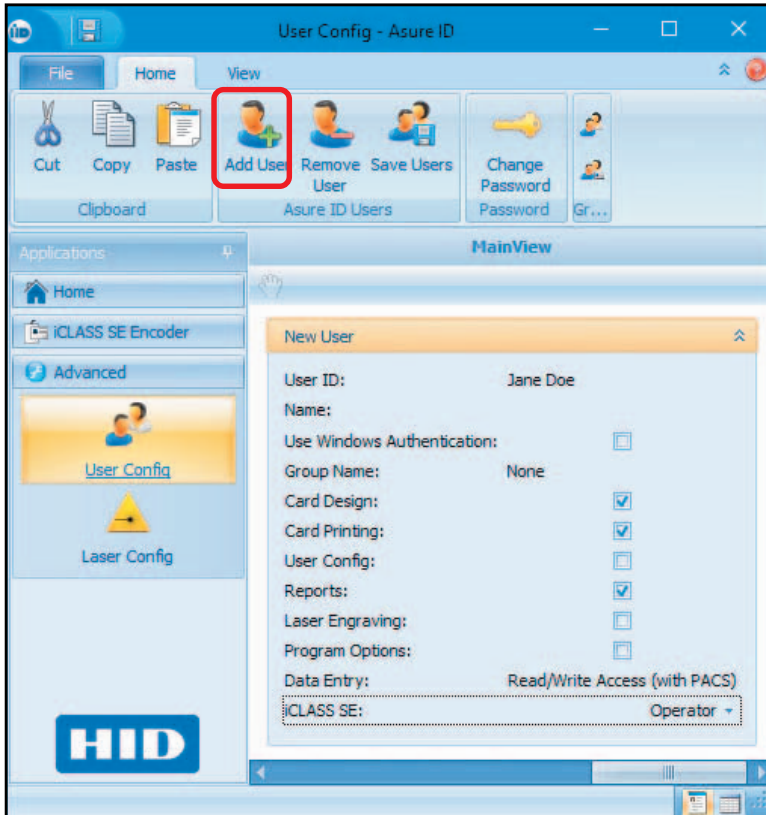 User Config - Asure ID
File Home View
Cut Copy Paste Add User Remove User Save Users Change Password
Clipboard Asure ID Users Password Gr...
Applications
MainView
Home
iCLASS SE Encoder
Advanced
User Config
Laser Config
New User
User ID: Jane Doe
Name:
Use Windows Authentication:
Group Name: None
Card Design:
Card Printing:
User Config:
Reports:
Laser Engraving:
Program Options:
Data Entry: Read/Write Access (with PACS)
iCLASS SE: Operator
HID